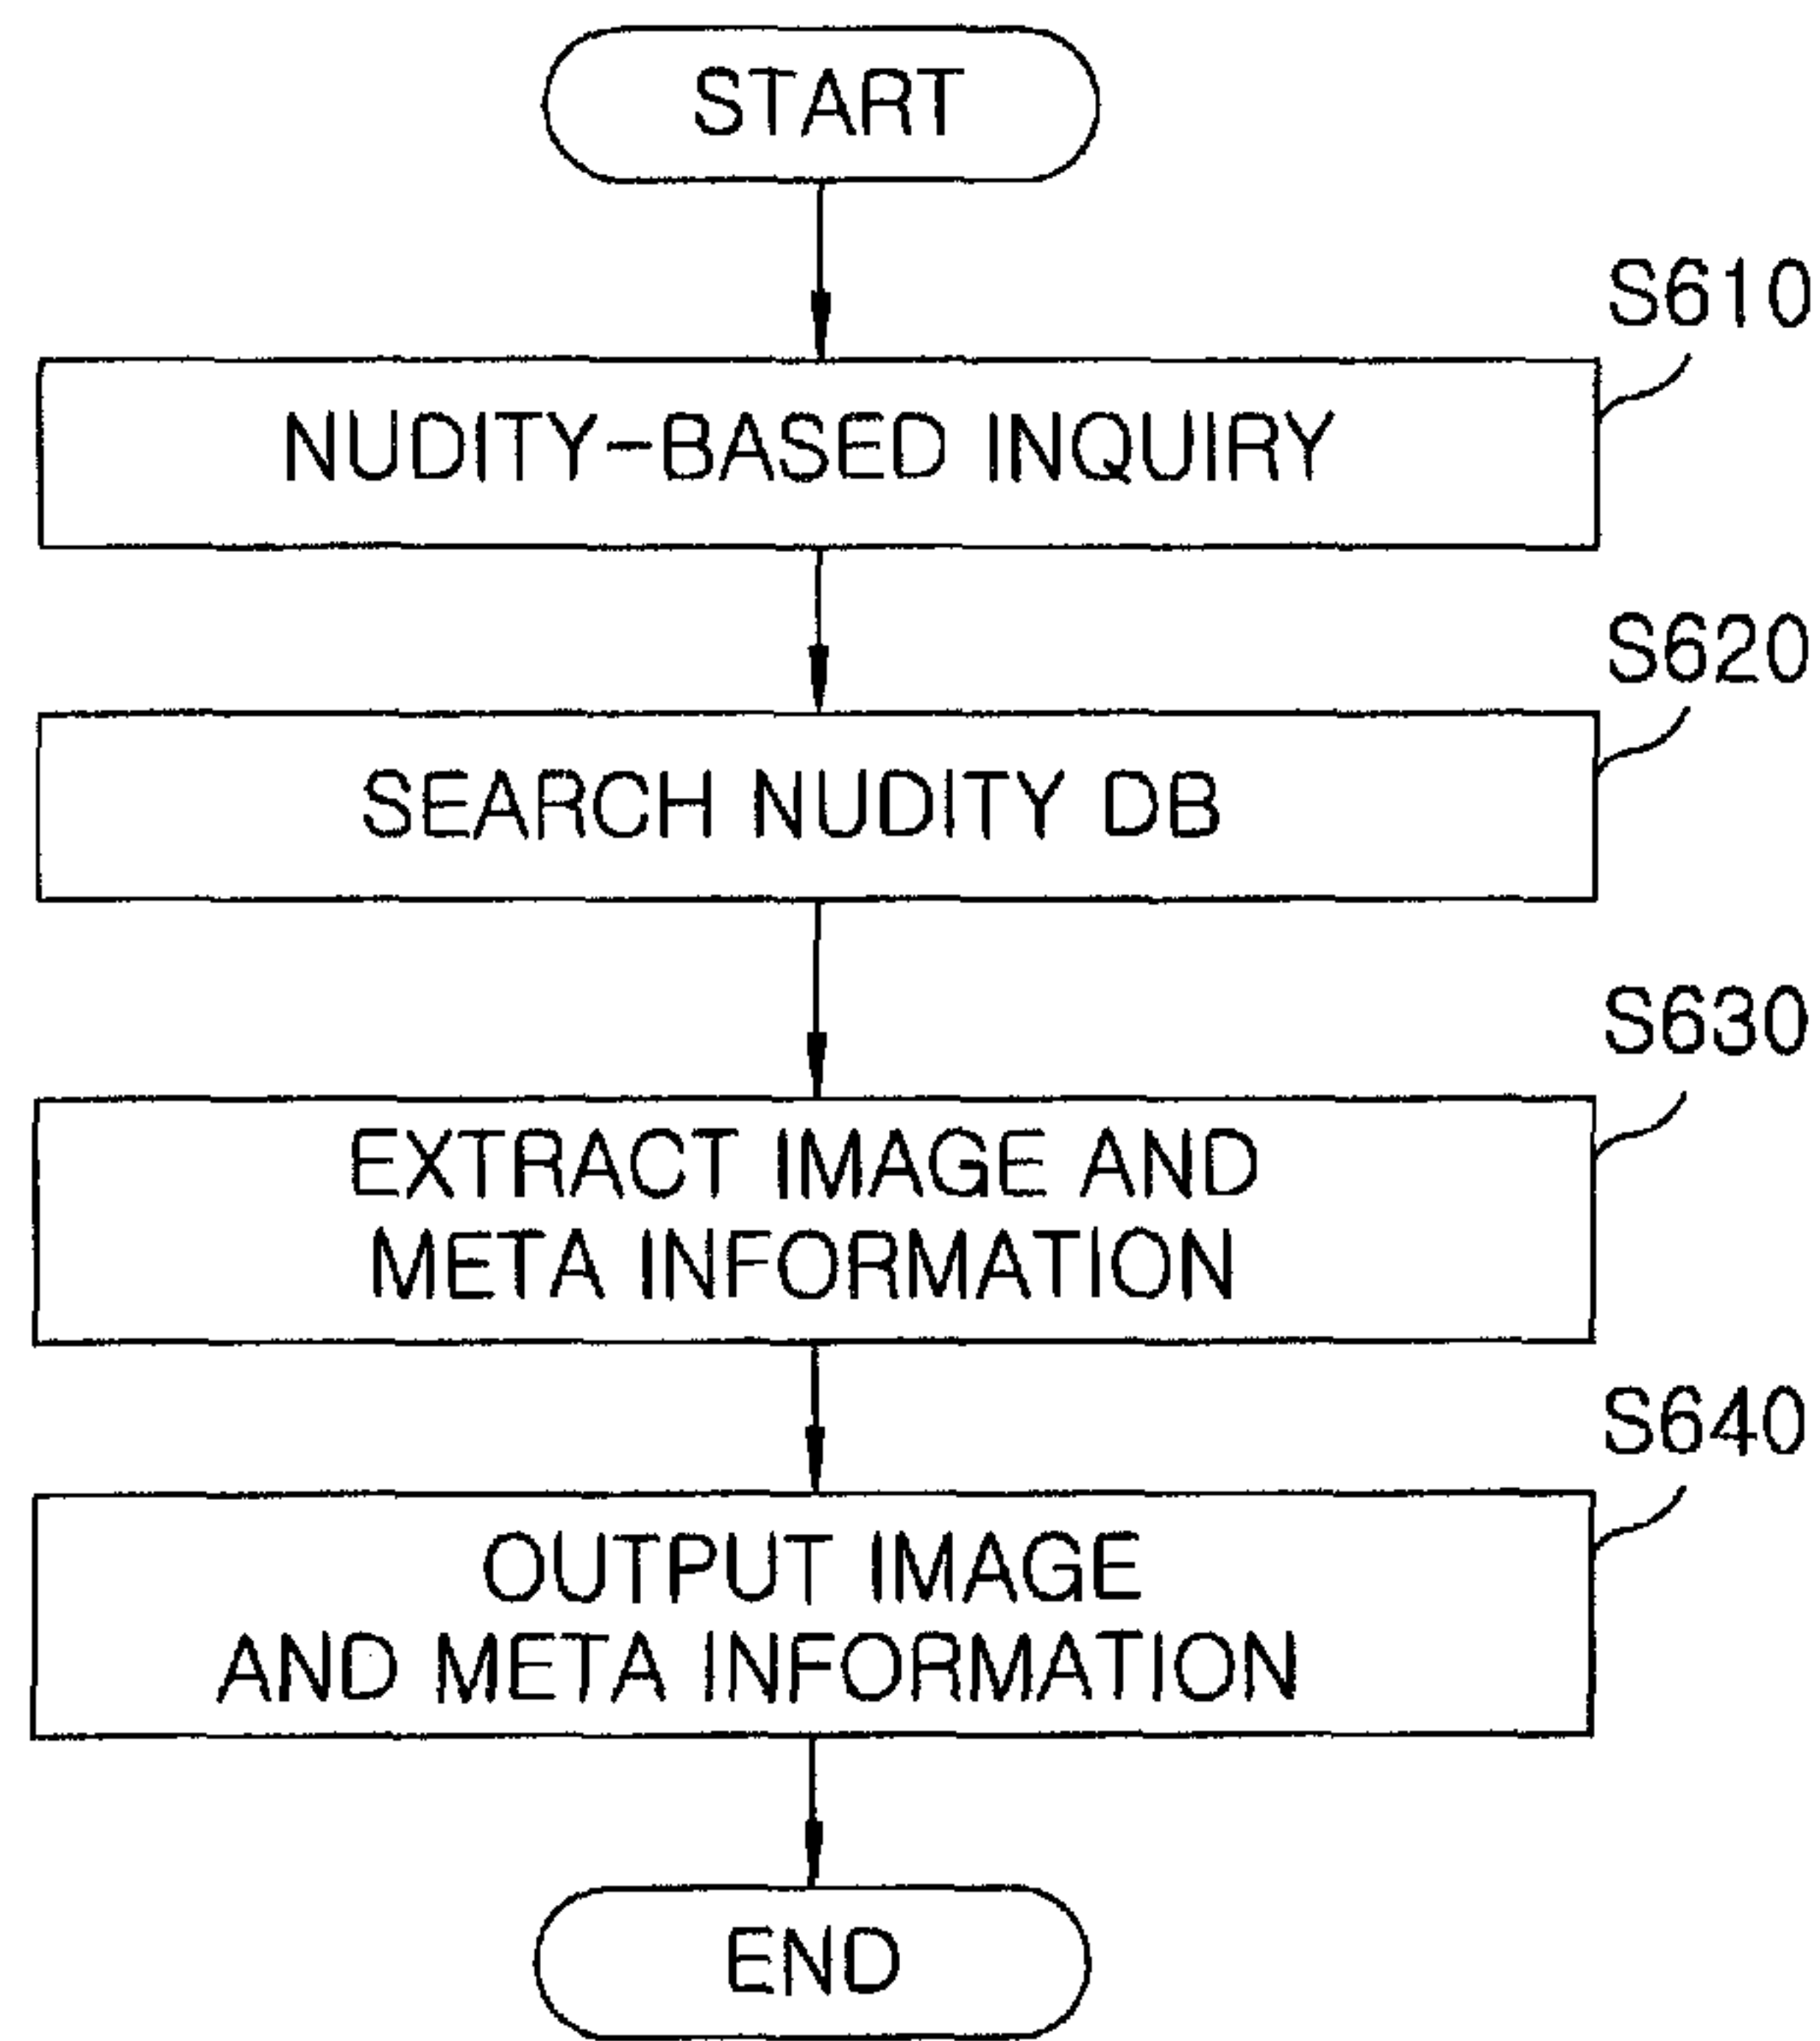 START
S610
NUDITY-BASED INQUIRY
S620
SEARCH NUDITY DB
S630
EXTRACT IMAGE AND
META INFORMATION
S640
OUTPUT IMAGE
AND META INFORMATION
END